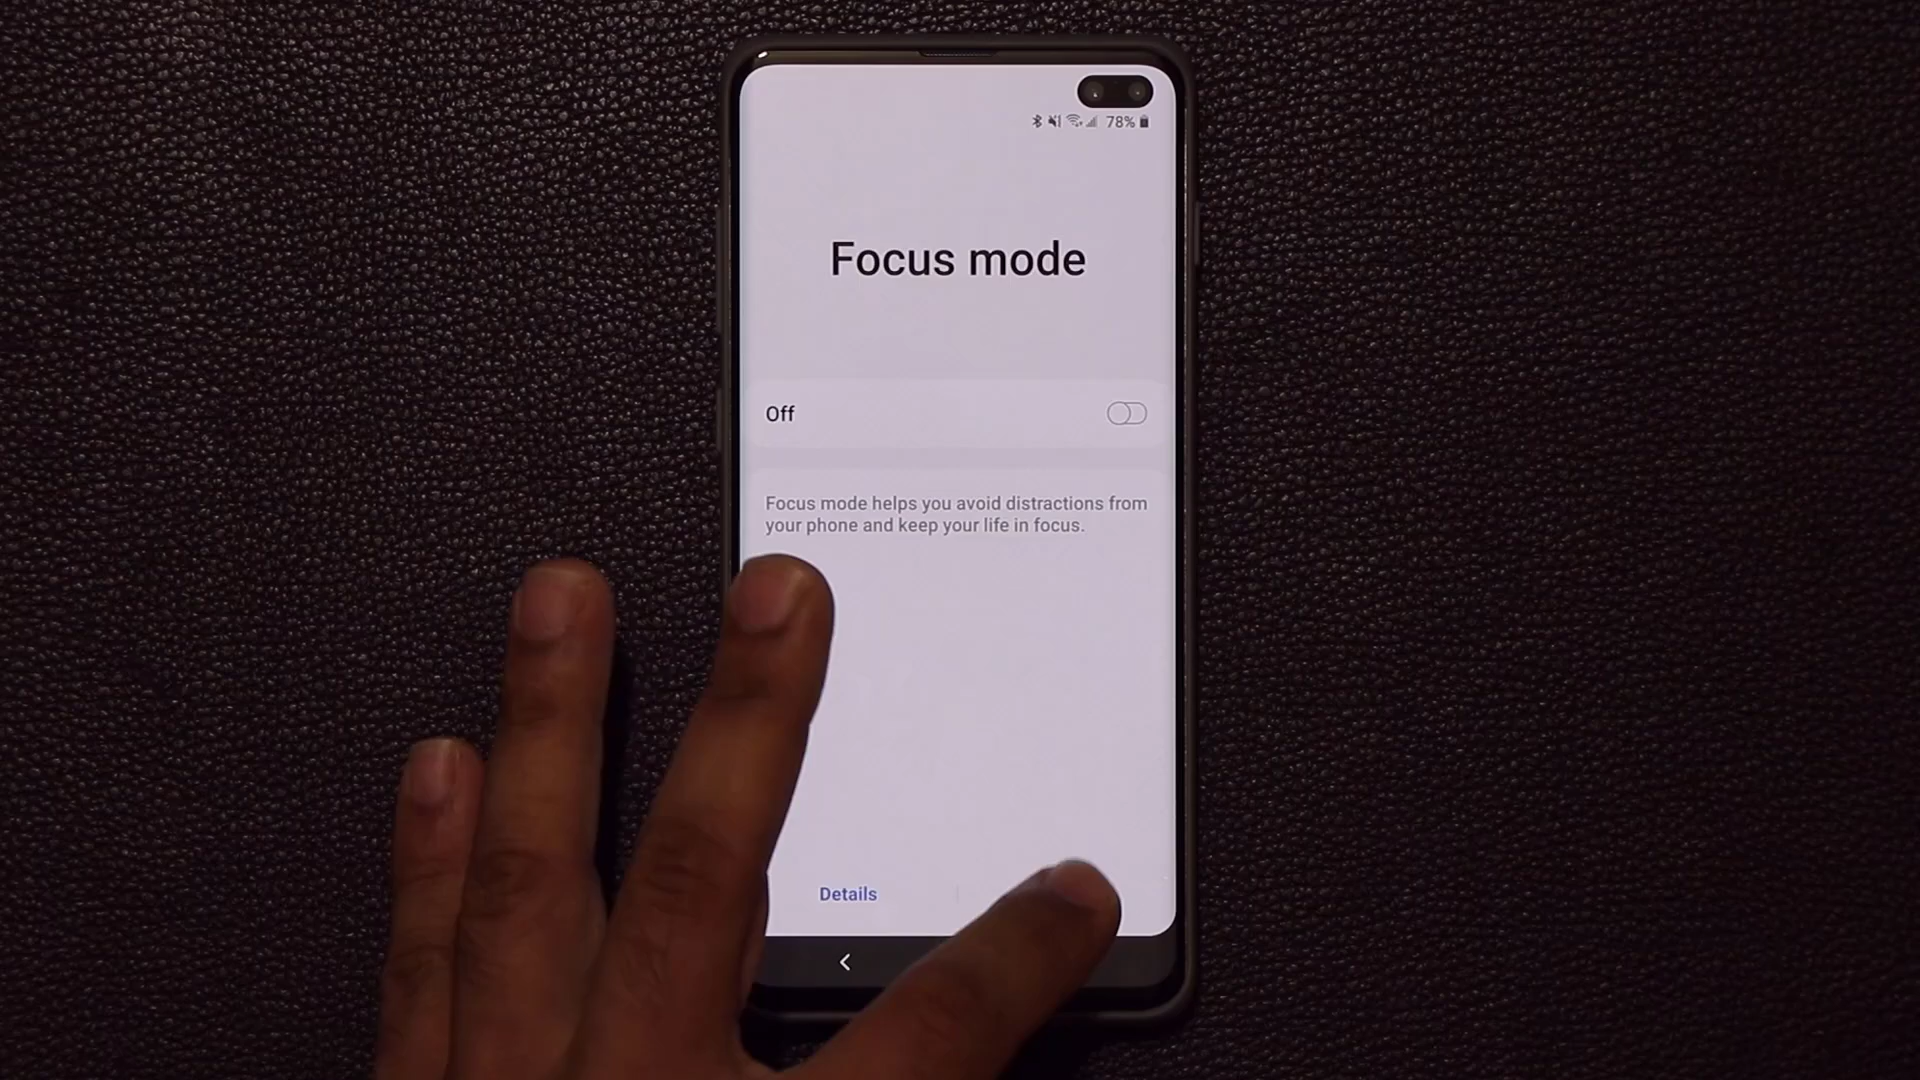 78%
Focus mode
Off
Focus mode helps you avoid distractions from
your phone and keep your life in focus.
Details